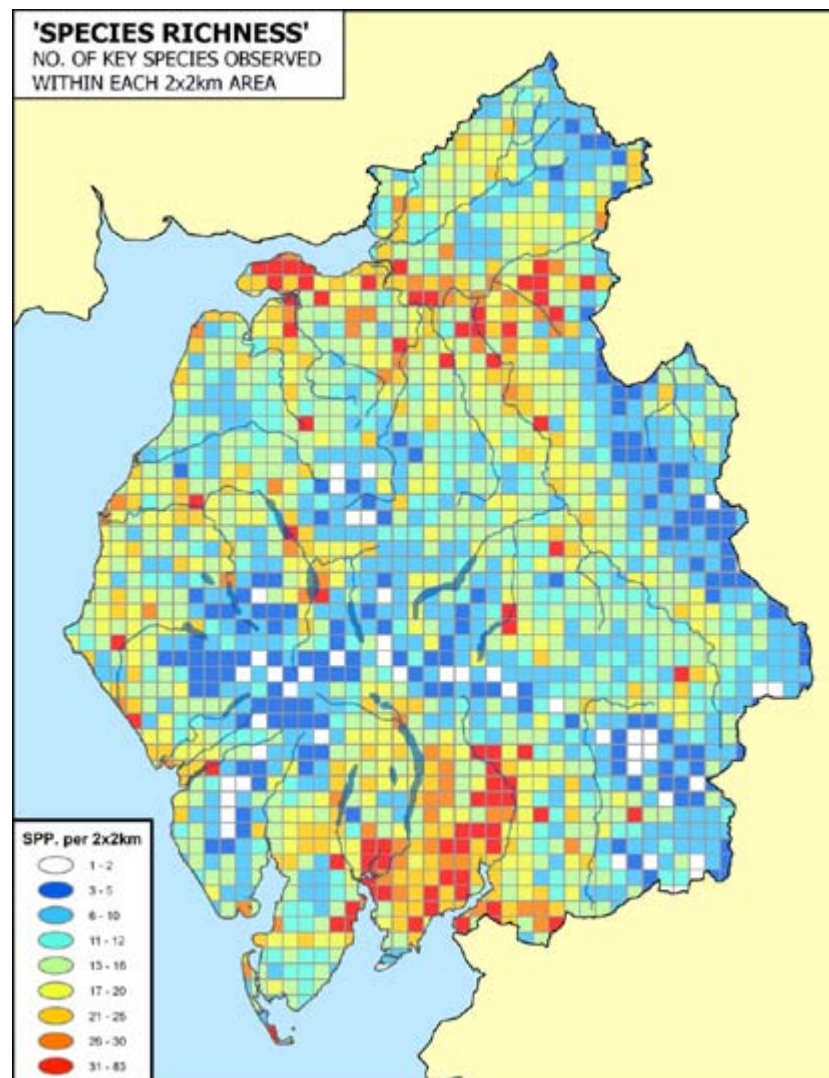 'SPECIES RICHNESS'
NO. OF KEY SPECIES OBSERVED
WITHIN EACH 2x2km AREA
SPP. per 2x2km
1 - 2
3 - 5
6 - 10
11 - 12
13 - 16
17 - 20
21 - 25
26 - 30
31 - 83